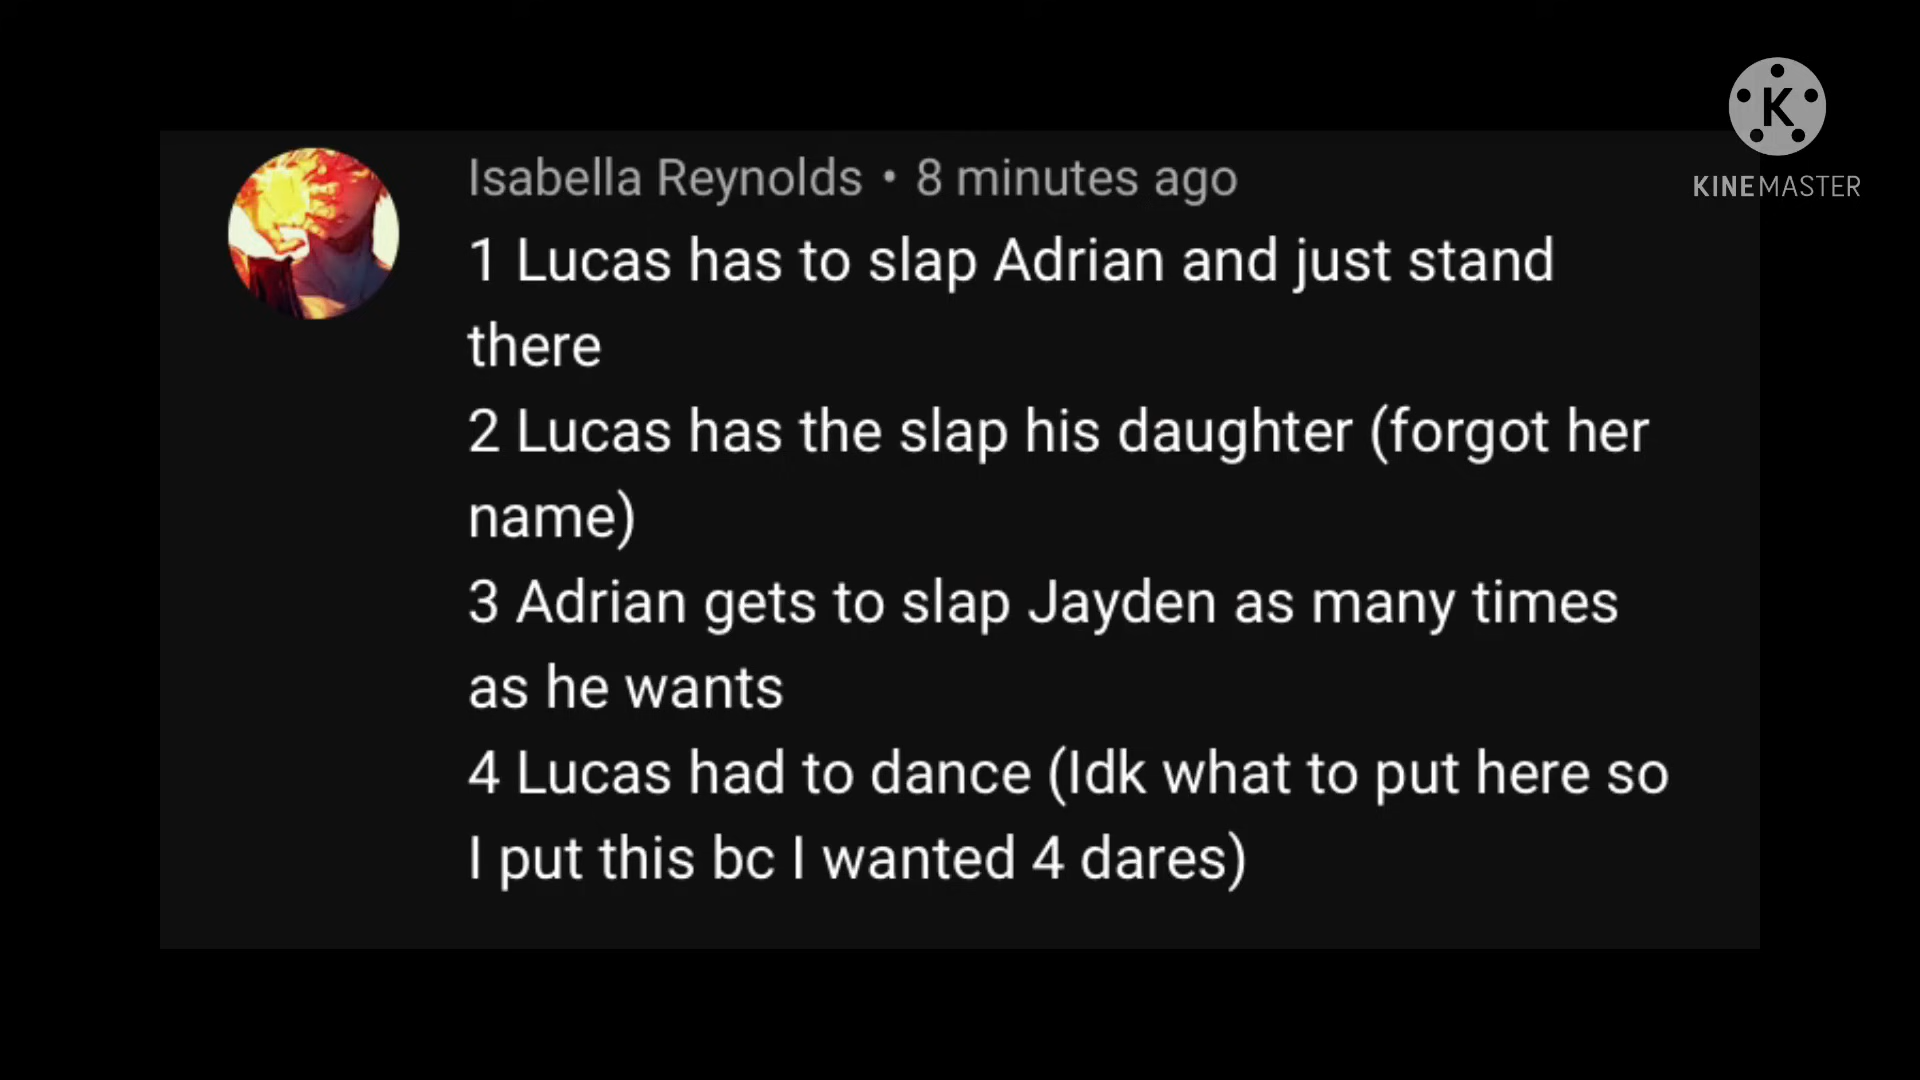 K
KINEMASTER
Isabella Reynolds • 8 minutes ago
1 Lucas has to slap Adrian and just stand
there
2 Lucas has the slap his daughter (forgot her
name)
3 Adrian gets to slap Jayden as many times
as he wants
4 Lucas had to dance (Idk what to put here so
I put this bc I wanted 4 dares)